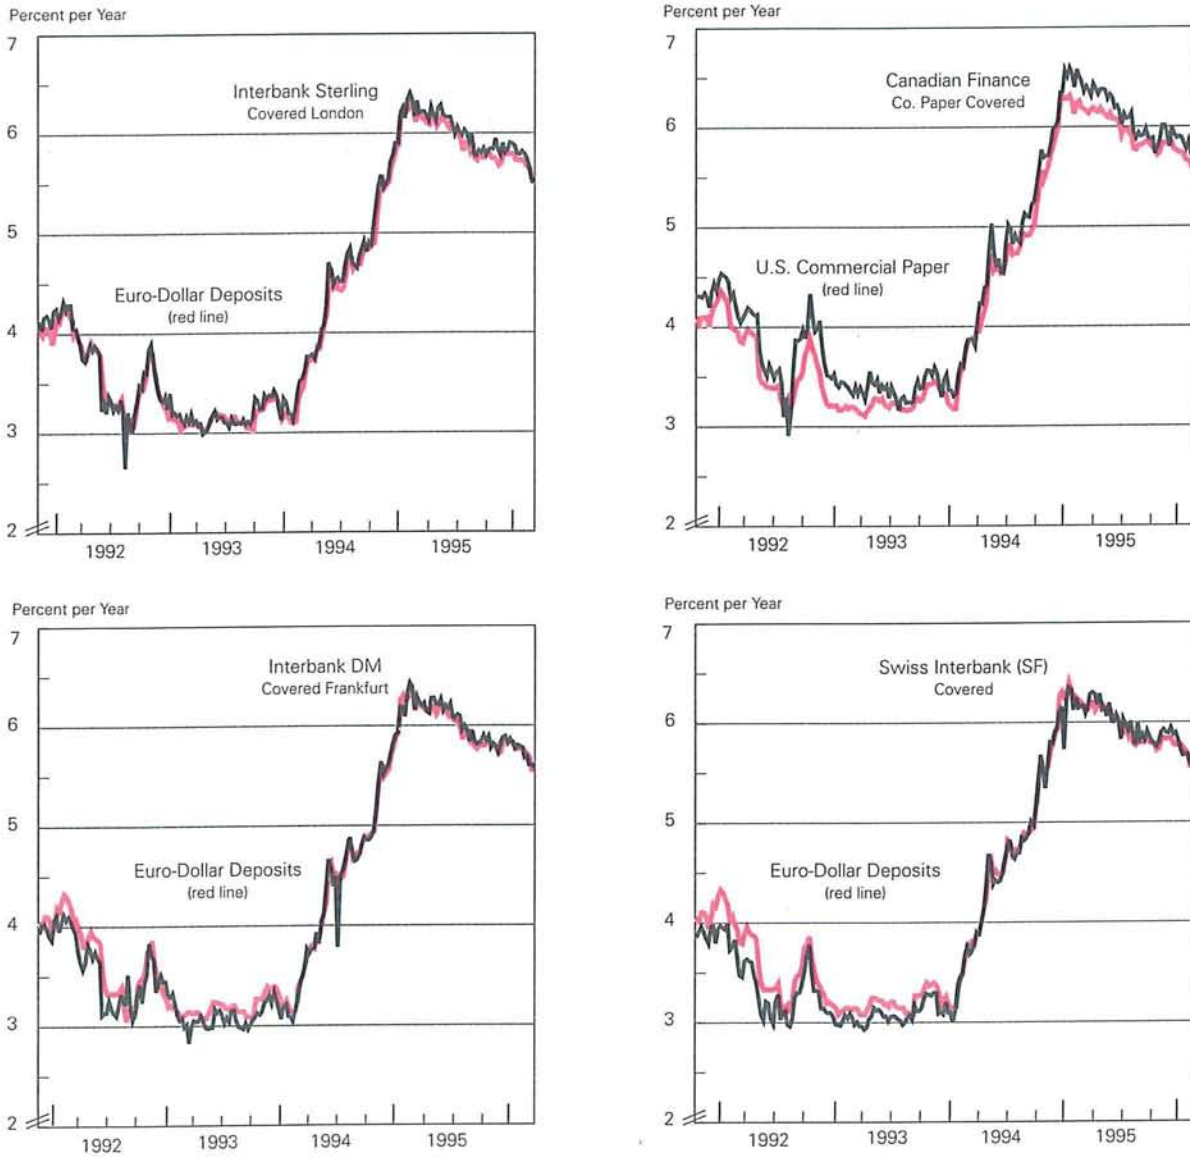 Percent per Year
7
6
5
4
3
2
Interbank Sterling
Covered London
Euro-Dollar Deposits
(red line)
1992 1993 1994 1995
Percent per Year
7
6
5
4
3
2
Canadian Finance
Co. Paper Covered
U.S. Commercial Paper
(red line)
1992 1993 1994 1995
Percent per Year
7
6
5
4
3
2
Interbank DM
Covered Frankfurt
Euro-Dollar Deposits
(red line)
1992 1993 1994 1995
Percent per Year
7
6
5
4
3
2
Swiss Interbank (SF)
Covered
Euro-Dollar Deposits
(red line)
1992 1993 1994 1995